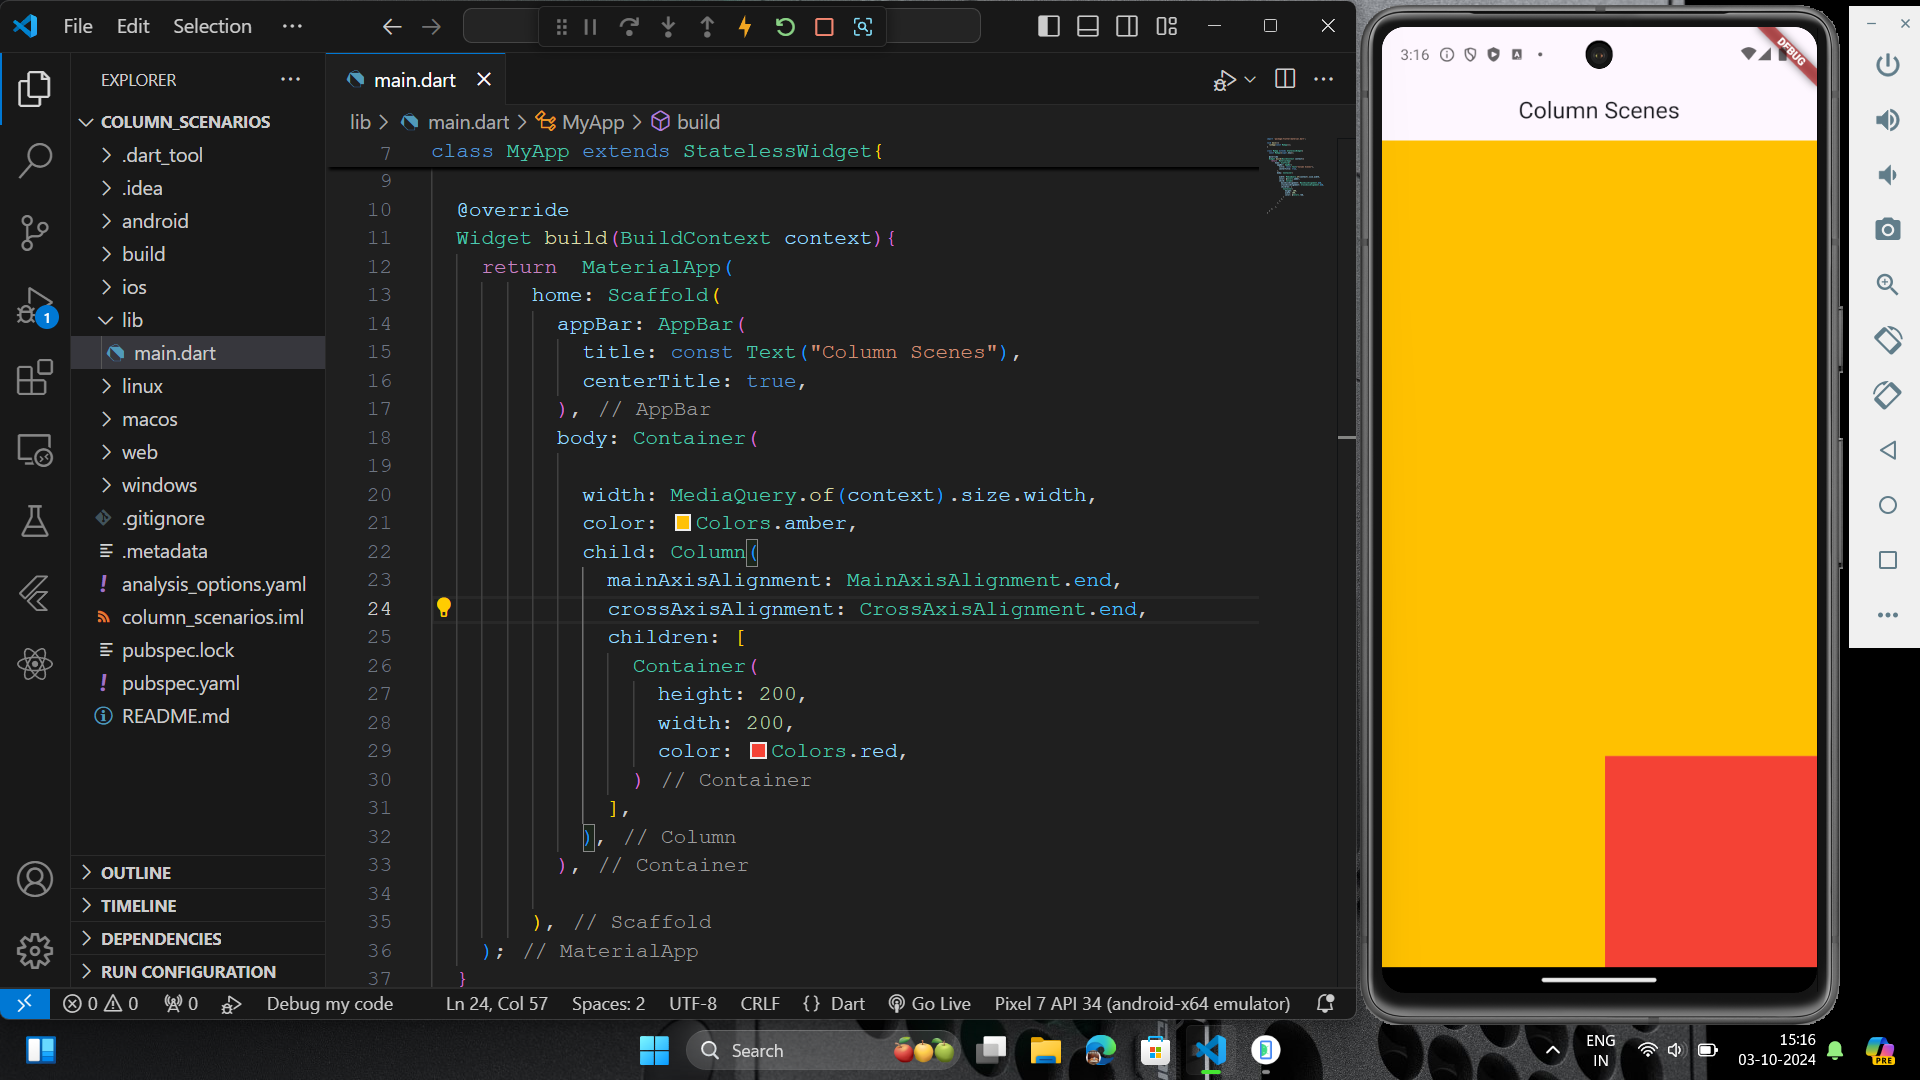 File Edit Selection ···
EXPLORER ···
COLUMN_SCENARIOS
.dart_tool
.idea
android
build
ios
lib
main.dart
linux
macos
web
windows
.gitignore
.metadata
! analysis_options.yaml
column_scenarios.iml
pubspec.lock
! pubspec.yaml
README.md
1
OUTLINE
TIMELINE
DEPENDENCIES
RUN CONFIGURATION
main.dart
lib > main.dart > MyApp > build
7 class MyApp extends StatelessWidget{
9
10 @override
11 Widget build(BuildContext context){
12 return  MaterialApp(
13 home: Scaffold(
14 appBar: AppBar(
15 title: const Text("Column Scenes"),
16 centerTitle: true,
17 ), // AppBar
18 body: Container(
19
20 width: MediaQuery.of(context).size.width,
21 color: Colors.amber,
22 child: Column(
23 mainAxisAlignment: MainAxisAlignment.end,
24 crossAxisAlignment: CrossAxisAlignment.end,
25 children: [
26 Container(
27 height: 200,
28 width: 200,
29 color: Colors.red,
30 ) // Container
31 ],
32 ), // Column
33 ), // Container
34
35 ), // Scaffold
36 ); // MaterialApp
37 }
0 0 0 Debug my code Ln 24, Col 57 Spaces: 2 UTF-8 CRLF {} Dart Go Live Pixel 7 API 34 (android-x64 emulator)
3:16
DEBUG
Column Scenes
Search
ENG
IN
15:16
03-10-2024
PRE